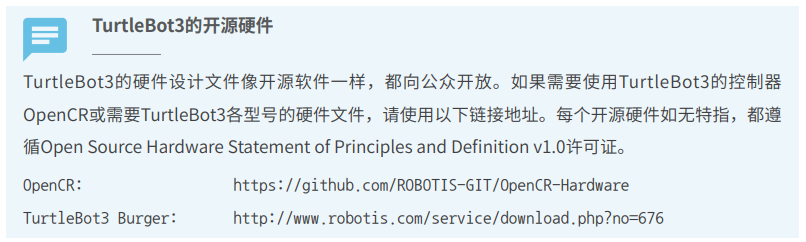 TurtleBot3的开源硬件
TurtleBot3的硬件设计文件像开源软件一样，都向公众开放。如果需要使用TurtleBot3的控制器
OpenCR或需要TurtleBot3各型号的硬件文件，请使用以下链接地址。每个开源硬件如无特指，都遵
循Open Source Hardware Statement of Principles and Definition v1.0许可证。
OpenCR: https://github.com/ROBOTIS-GIT/OpenCR-Hardware
TurtleBot3 Burger: http://www.robotis.com/service/download.php?no=676